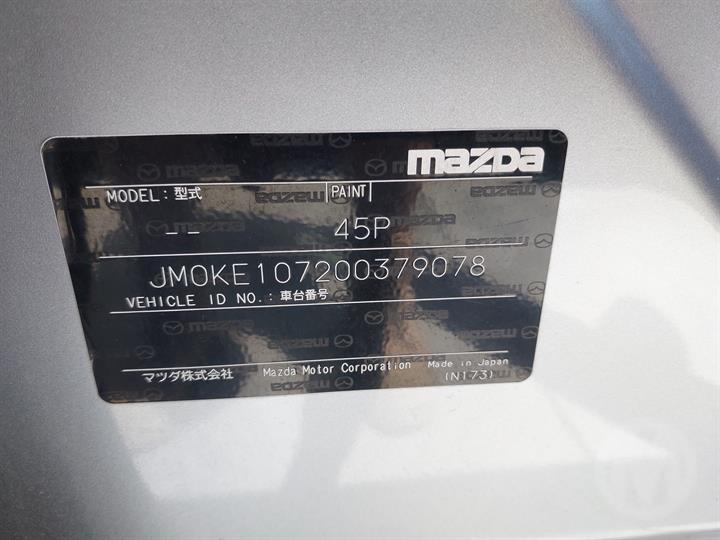 mazda
MODEL : 型式 PAINT
-- 45P
JM0KE107200379078
VEHICLE ID NO. : 車台番号
マツダ株式会社 Mazda Motor Corporation Made in Japan
(N173)